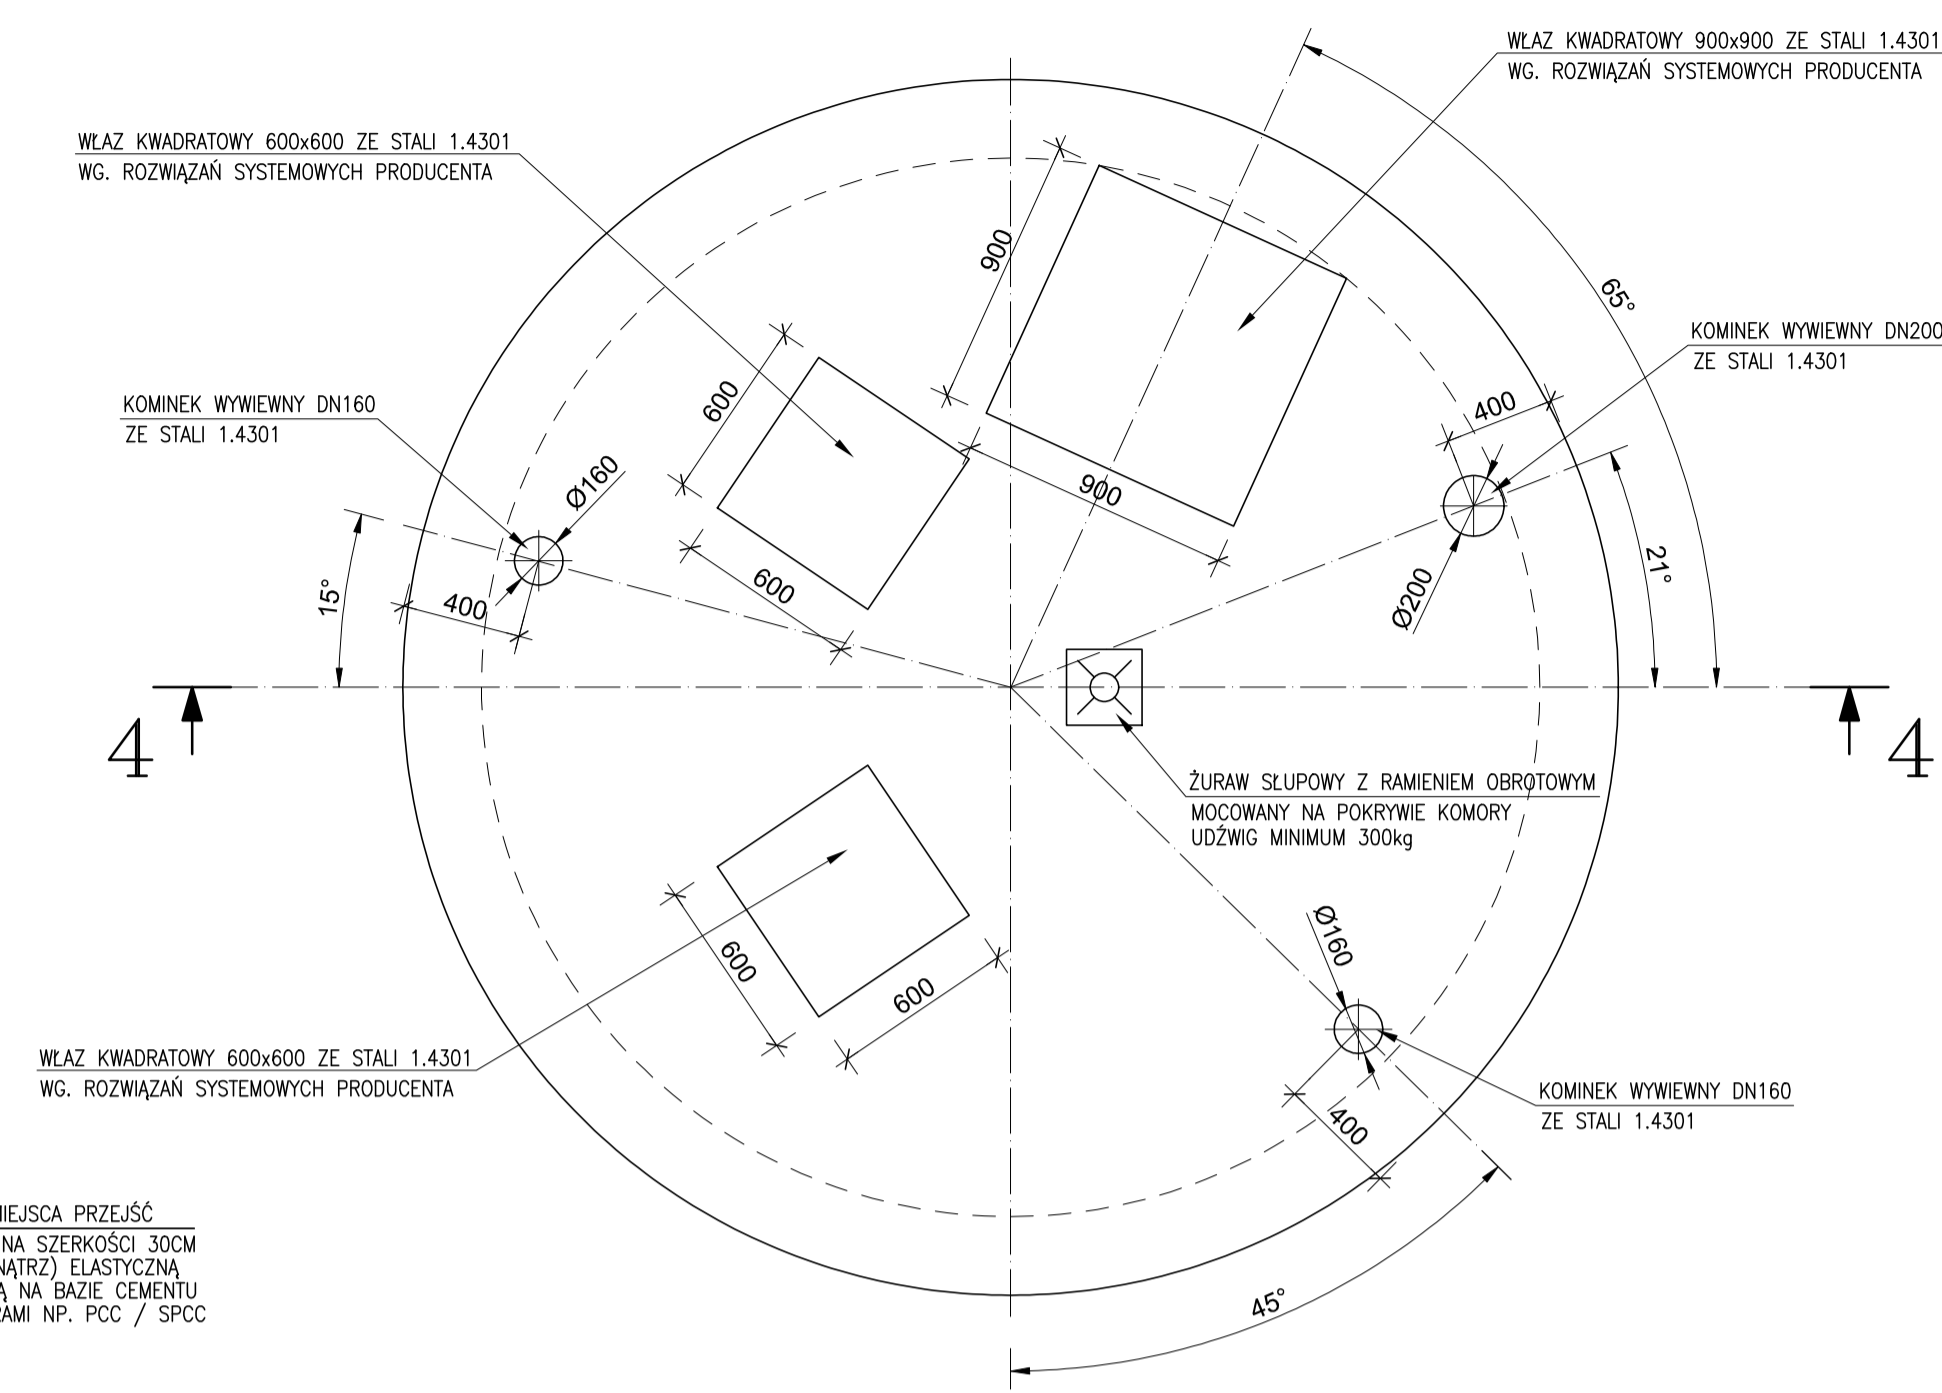 WŁAZ KWADRATOWY 900x900 ZE STALI 1.4301
WG. ROZWIĄZAŃ SYSTEMOWYCH PRODUCENTA
WŁAZ KWADRATOWY 600x600 ZE STALI 1.4301
WG. ROZWIĄZAŃ SYSTEMOWYCH PRODUCENTA
900
65°
KOMINEK WYWIEWNY DN200
ZE STALI 1.4301
600
400
KOMINEK WYWIEWNY DN160
ZE STALI 1.4301
Ø160
900
21°
15°
400
600
Ø200
4
4
ŻURAW SŁUPOWY Z RAMIENIEM OBROTOWYM
MOCOWANY NA POKRYWIE KOMORY
UDŹWIG MINIMUM 300kg
600
600
Ø160
WŁAZ KWADRATOWY 600x600 ZE STALI 1.4301
WG. ROZWIĄZAŃ SYSTEMOWYCH PRODUCENTA
KOMINEK WYWIEWNY DN160
ZE STALI 1.4301
400
45°
IEJSCA PRZEJŚĆ
NA SZERKOŚCI 30CM
NĄTRZ) ELASTYCZNĄ
Ą NA BAZIE CEMENTU
RAMI NP. PCC / SPCC